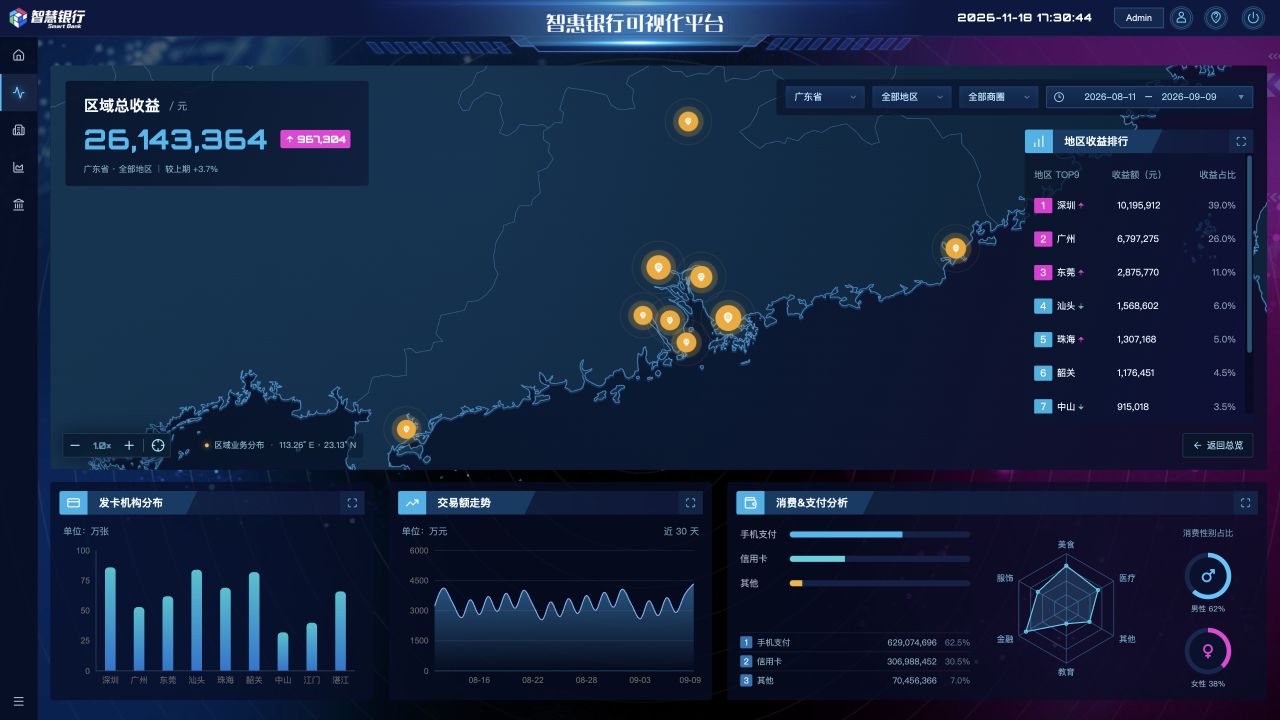 智慧银行
Smart Bank
智惠银行可视化平台
2026-11-18 17:30:44
Admin
区域总收益 / 元
26,143,364
967,304
广东省 · 全部地区 | 较上期 +3.7%
广东省
全部地区
全部商圈
2026-08-11 — 2026-09-09
地区收益排行
地区 TOP9 收益额（元） 收益占比
1 深圳 10,195,912 39.0%
2 广州 6,797,275 26.0%
3 东莞 2,875,770 11.0%
4 汕头 1,568,602 6.0%
5 珠海 1,307,168 5.0%
6 韶关 1,176,451 4.5%
7 中山 915,018 3.5%
1.0x
区域业务分布 · 113.26° E · 23.13° N
返回总览
发卡机构分布
单位：万张
100
75
50
25
0
深圳 广州 东莞 汕头 珠海 韶关 中山 江门 湛江
交易额走势
单位：万元 近 30 天
6000
4500
3000
1500
0
08-16 08-22 08-28 09-03 09-09
消费&支付分析
手机支付
信用卡
其他
1 手机支付 629,074,696 62.5%
2 信用卡 306,988,452 30.5%
3 其他 70,456,366 7.0%
美食
医疗
其他
教育
金融
服饰
消费性别占比
男性 62%
女性 38%